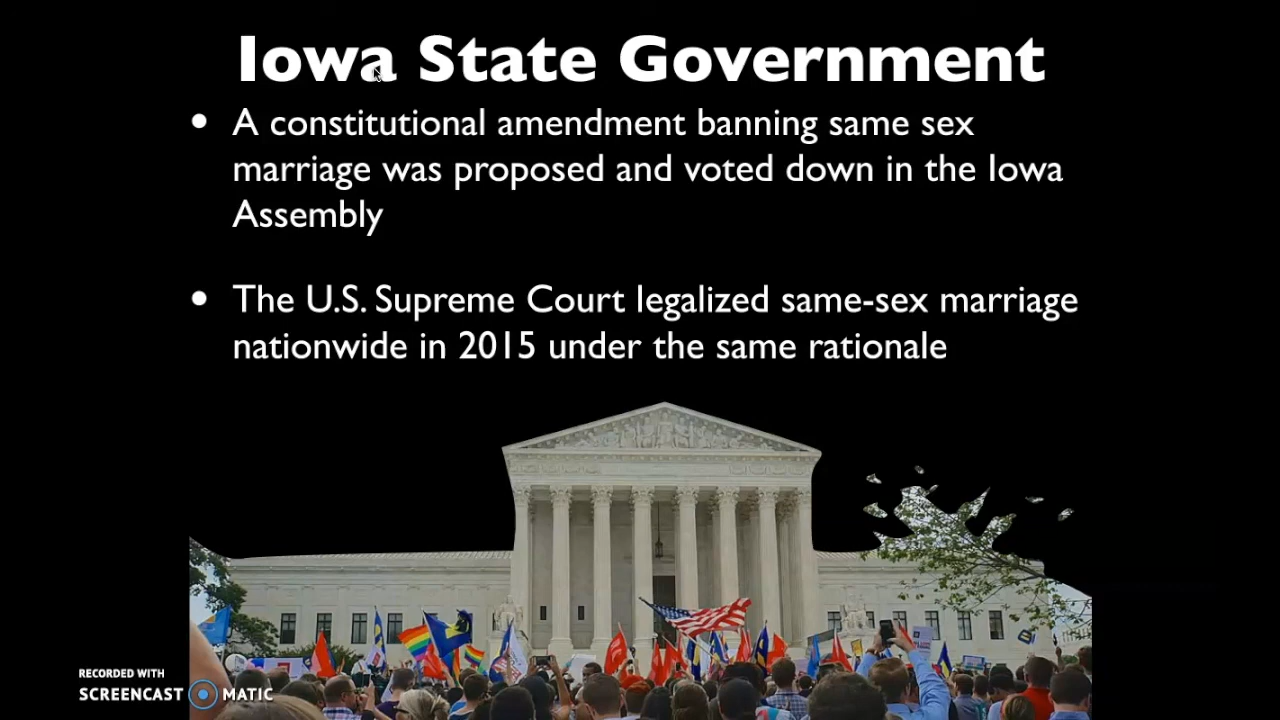 Iowa State Government
• A constitutional amendment banning same sex
marriage was proposed and voted down in the Iowa
Assembly
• The U.S. Supreme Court legalized same-sex marriage
nationwide in 2015 under the same rationale
RECORDED WITH
SCREENCAST MATIC